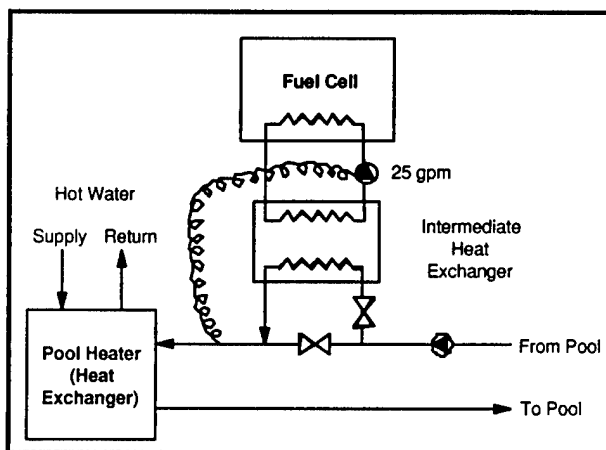 Fuel Cell
25 gpm
Hot Water
Supply Return
Intermediate
Heat
Exchanger
Pool Heater
(Heat
Exchanger)
From Pool
To Pool